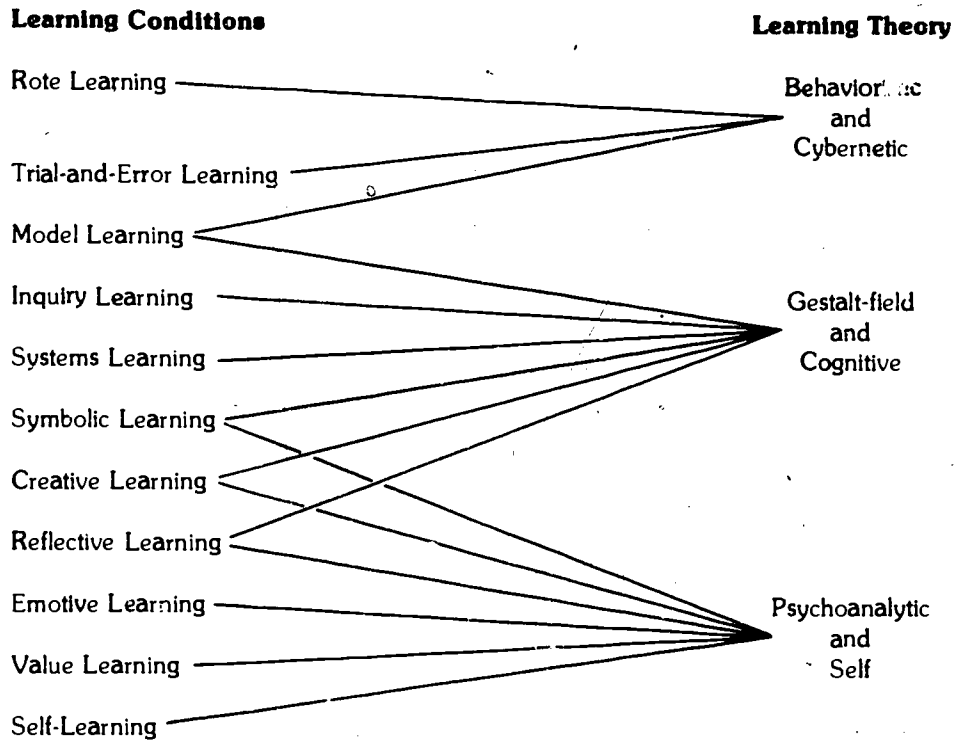 Learning Conditions
Rote Learning
Trial-and-Error Learning
Model Learning
Inquiry Learning
Systems Learning
Symbolic Learning
Creative Learning
Reflective Learning
Emotive Learning
Value Learning
Self-Learning
Learning Theory
and
Cybernetic
Gestalt-field
and
Cognitive
Psychoanalytic
and
Self